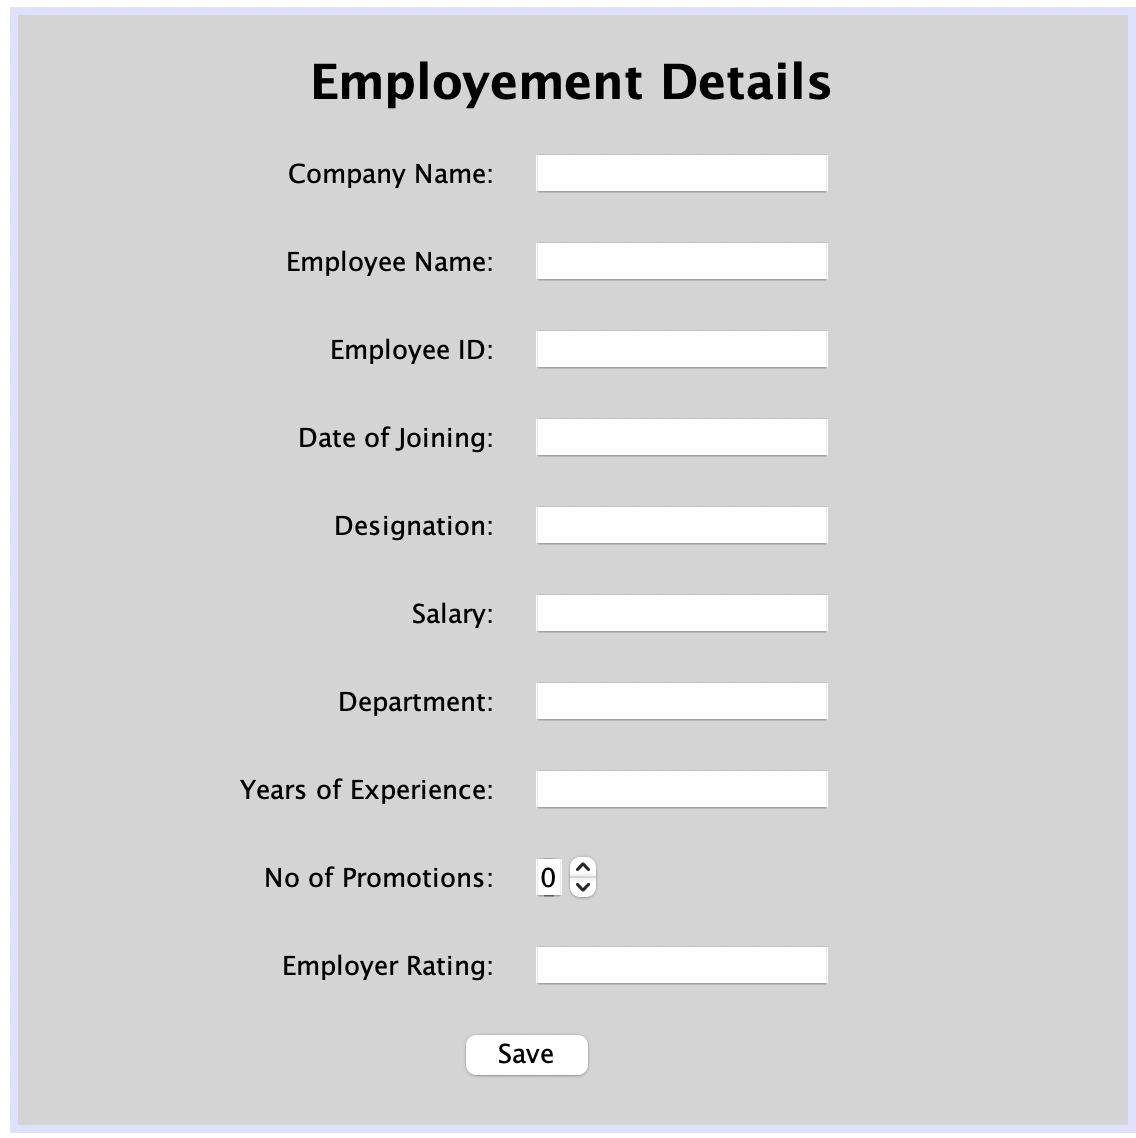 Employement Details
Company Name:
Employee Name:
Employee ID:
Date of Joining:
Designation:
Salary:
Department:
Years of Experience:
No of Promotions: 0
Employer Rating:
Save